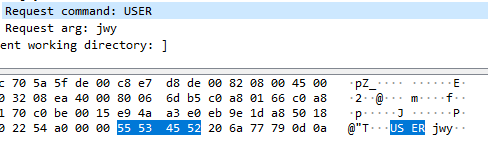 Request command: USER
Request arg: jwy
ent working directory: ]
c 70 5a 5f de 00 c8 e7 d8 de 00 82 08 00 45 00 ·pZ_···· ······E·
0 32 08 ea 40 00 80 06 6d b5 c0 a8 01 66 c0 a8 2··@··· m····f··
1 70 c0 be 00 15 e9 4a a3 e0 eb 9e 1d a8 50 18 ·p·····J ······P·
0 22 54 a0 00 00 55 53 45 52 20 6a 77 79 0d 0a @"T···US ER jwy··